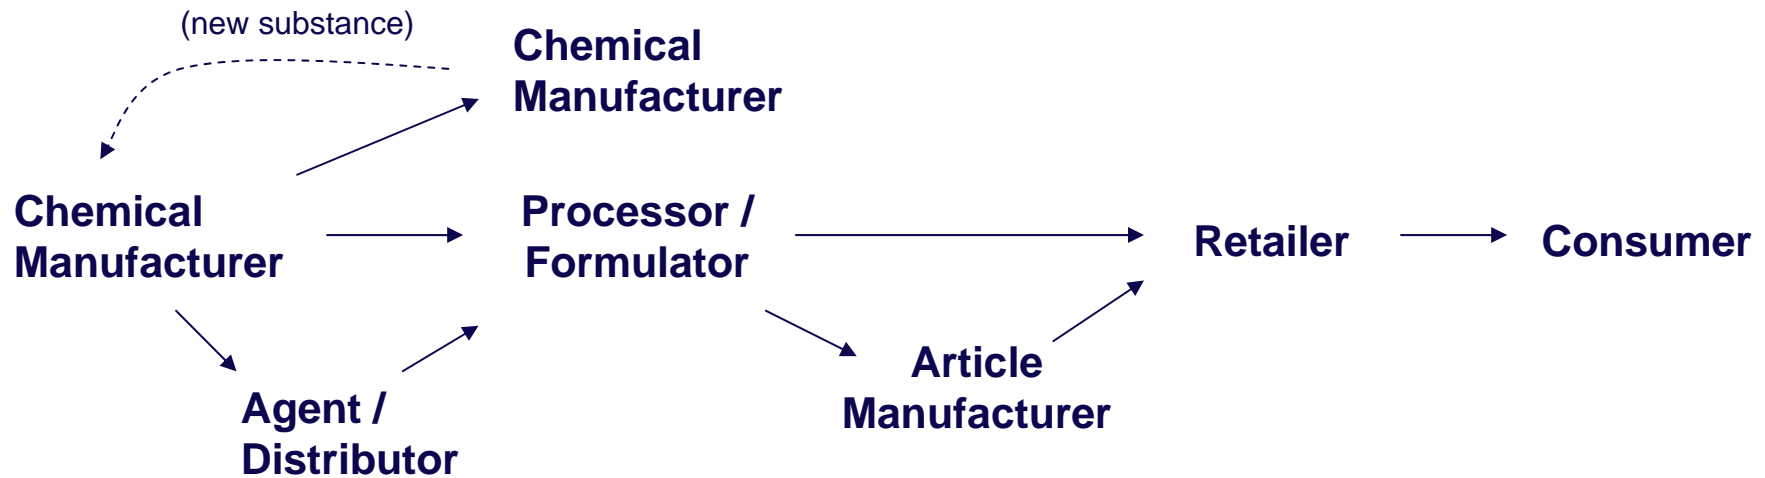 (new substance)
Chemical
Manufacturer
Chemical
Manufacturer
Processor /
Formulator
Retailer
Consumer
Article
Manufacturer
Agent /
Distributor